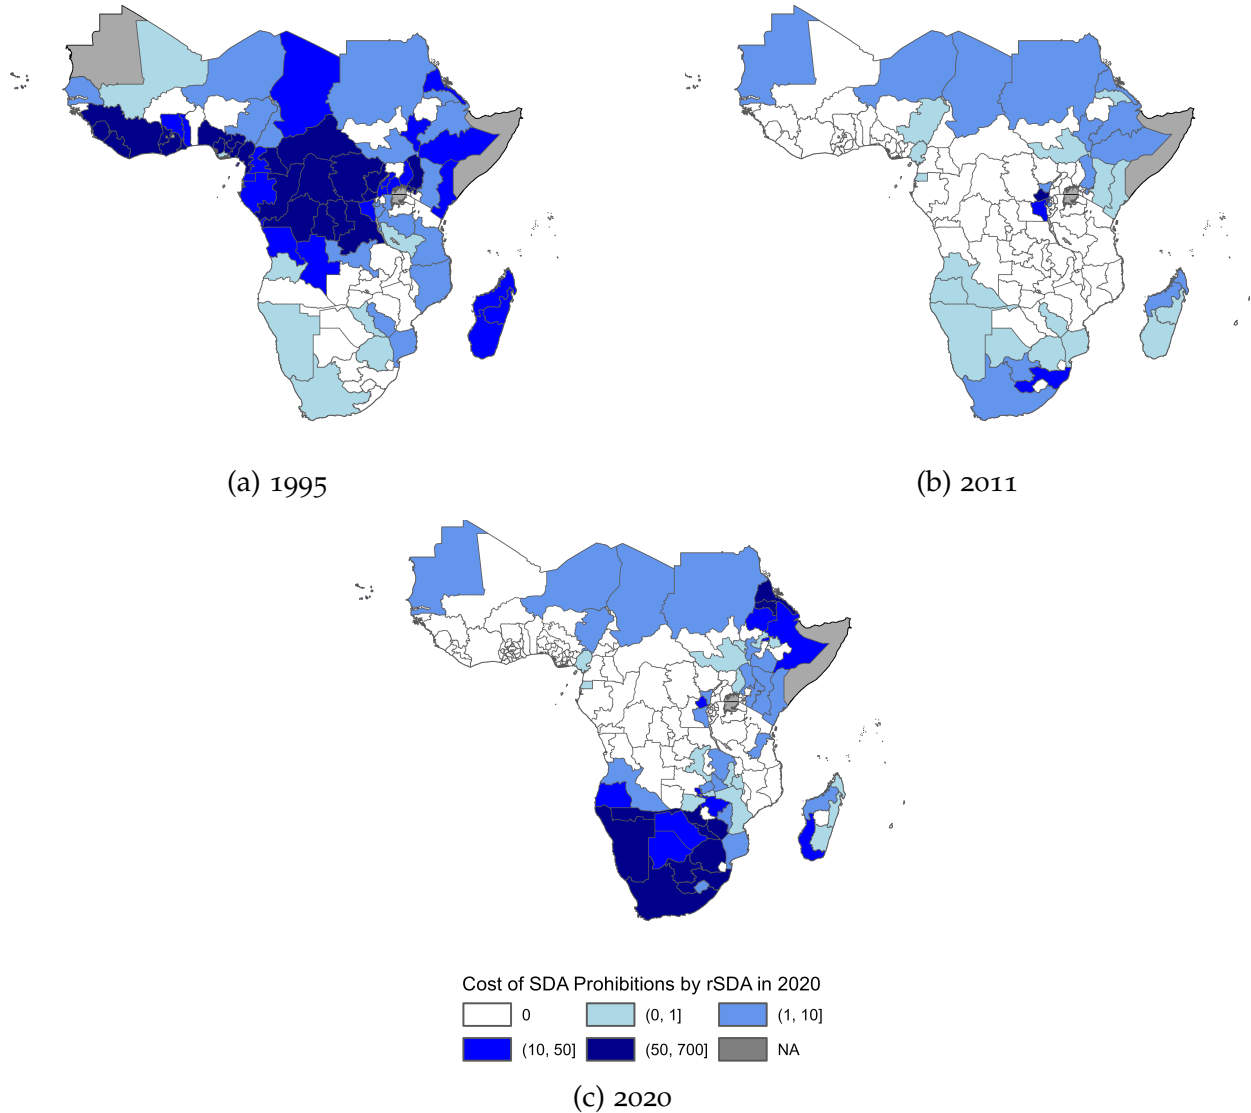 (a) 1995
(b) 2011
Cost of SDA Prohibitions by rSDA in 2020
0
(0, 1]
(1, 10]
(10, 50]
(50, 700]
NA
(c) 2020